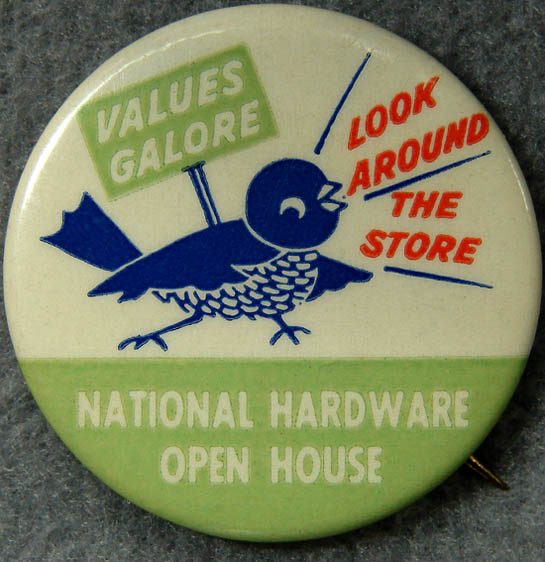 VALUES
GALORE
LOOK
AROUND
THE
STORE
NATIONAL HARDWARE
OPEN HOUSE